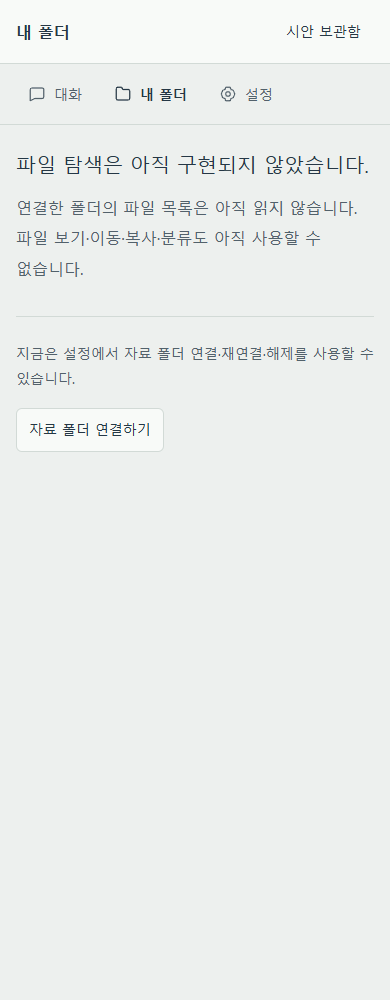 내 폴더
시안 보관함
대화
내 폴더
설정
파일 탐색은 아직 구현되지 않았습니다.
연결한 폴더의 파일 목록은 아직 읽지 않습니다.
파일 보기·이동·복사·분류도 아직 사용할 수
없습니다.
지금은 설정에서 자료 폴더 연결·재연결·해제를 사용할 수
있습니다.
자료 폴더 연결하기